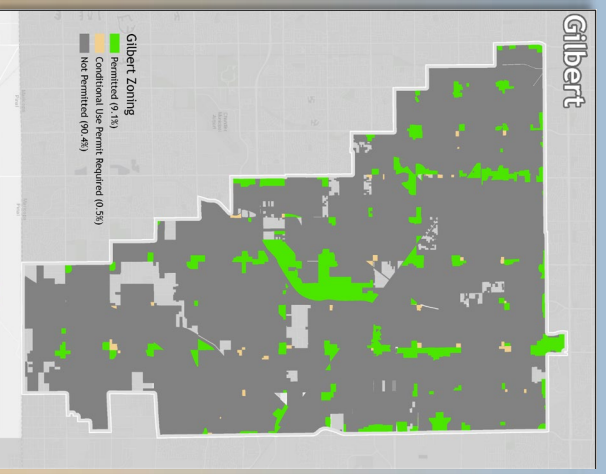 Gilbert
Gilbert Zoning
Permitted (9.1%)
Conditional Use Permit Required (0.5%)
Not Permitted (90.4%)